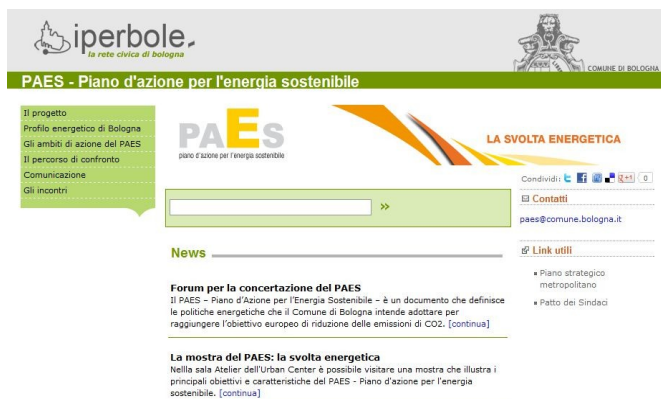 iperbole
la rete civica di bologna
COMUNE DI BOLOGNA
PAES - Piano d'azione per l'energia sostenibile
Il progetto
Profilo energetico di Bologna
Gli ambiti di azione del PAES
Il percorso di confronto
Comunicazione
Gli incontri
PAES
piano d'azione per l'energia sostenibile
LA SVOLTA ENERGETICA
Condividi:
+1 0
Contatti
paes@comune.bologna.it
»
Link utili
Piano strategico
metropolitano
Patto dei Sindaci
News
Forum per la concertazione del PAES
Il PAES – Piano d'Azione per l'Energia Sostenibile – è un documento che definisce
le politiche energetiche che il Comune di Bologna intende adottare per
raggiungere l'obiettivo europeo di riduzione delle emissioni di CO2. [continua]
La mostra del PAES: la svolta energetica
Nellla sala Atelier dell'Urban Center è possibile visitare una mostra che illustra i
principali obiettivi e caratteristiche del PAES - Piano d'azione per l'energia
sostenibile. [continua]